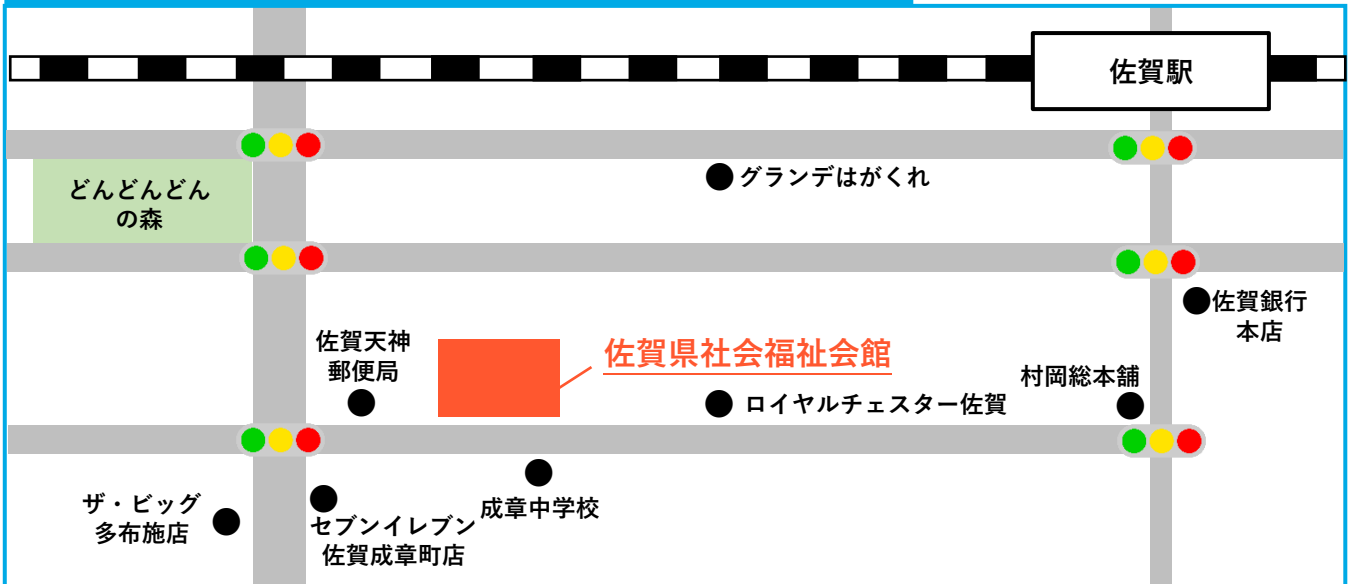 佐賀駅
グランデはがくれ
どんどんどん
の森
佐賀銀行
本店
佐賀天神
郵便局
佐賀県社会福祉会館
村岡総本舗
ロイヤルチェスター佐賀
ザ・ビッグ
多布施店
セブンイレブン
佐賀成章町店
成章中学校